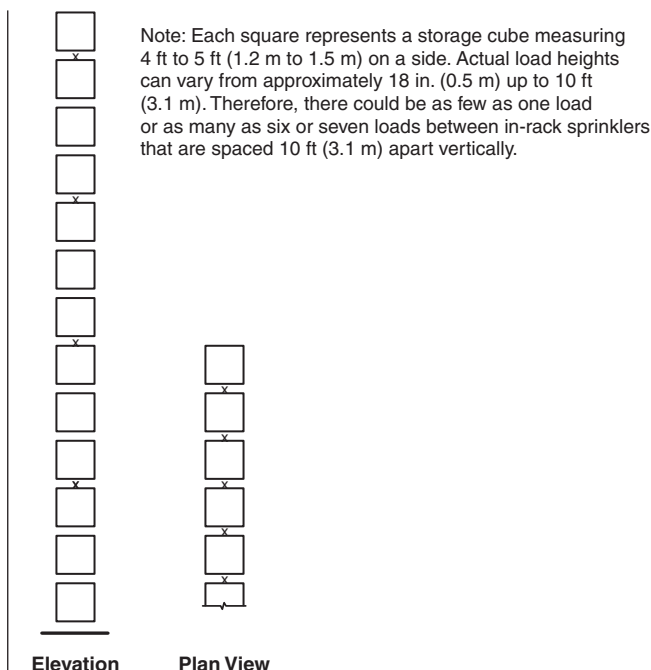 Note: Each square represents a storage cube measuring
4 ft to 5 ft (1.2 m to 1.5 m) on a side. Actual load heights
can vary from approximately 18 in. (0.5 m) up to 10 ft
(3.1 m). Therefore, there could be as few as one load
or as many as six or seven loads between in-rack sprinklers
that are spaced 10 ft (3.1 m) apart vertically.
x
x
x
x
x
x
x
x
x
Elevation Plan View